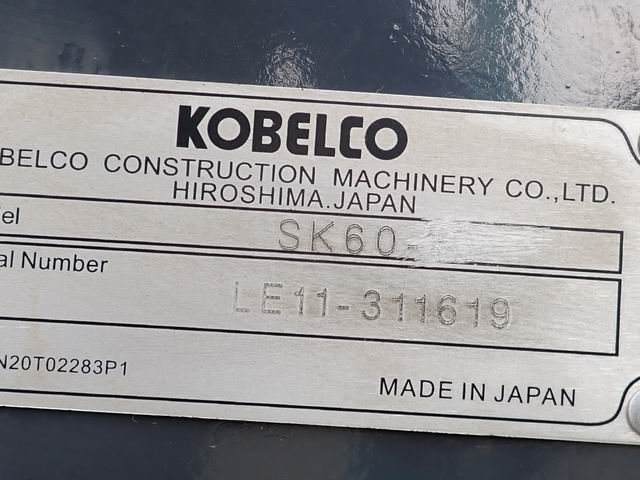 KOBELCO
BELCO CONSTRUCTION MACHINERY CO.,LTD.
HIROSHIMA.JAPAN
el SK60-
al Number
LE11-311619
N20T02283P1
MADE IN JAPAN